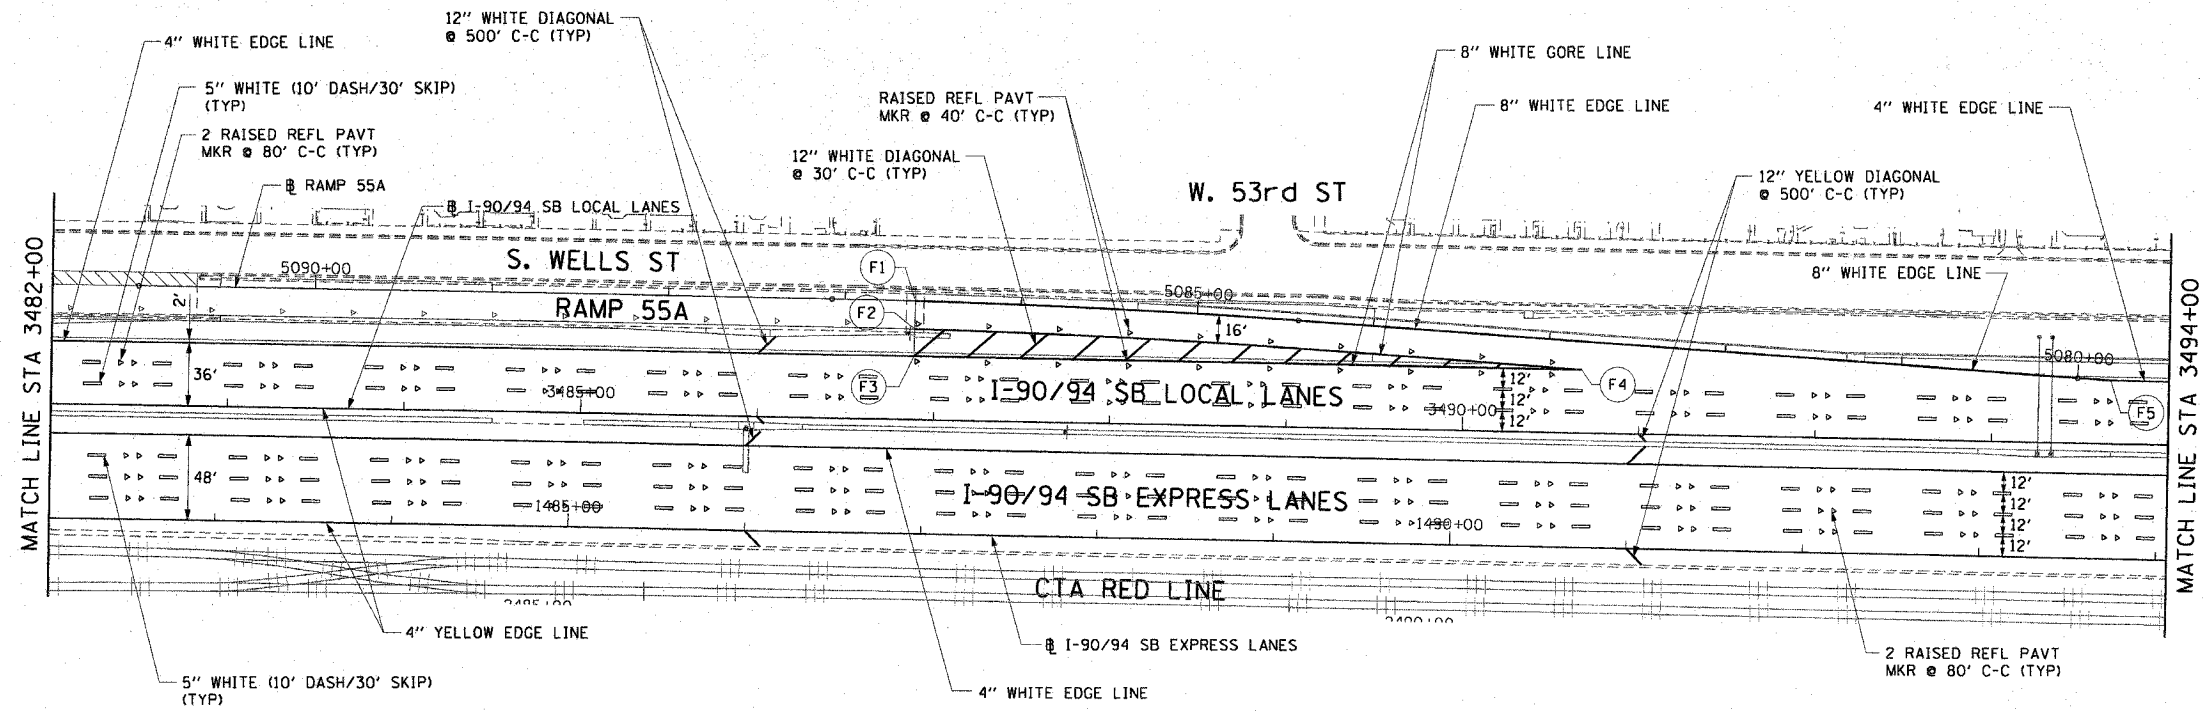 12" WHITE DIAGONAL
@ 500' C-C (TYP)
4" WHITE EDGE LINE
8" WHITE GORE LINE
5" WHITE (10' DASH/30' SKIP)
(TYP)
RAISED REFL PAVT
MKR @ 40' C-C (TYP)
8" WHITE EDGE LINE
4" WHITE EDGE LINE
2 RAISED REFL PAVT
MKR @ 80' C-C (TYP)
12" WHITE DIAGONAL
@ 30' C-C (TYP)
12" YELLOW DIAGONAL
@ 500' C-C (TYP)
W. 53rd ST
RAMP 55A
I-90/94 SB LOCAL LANES
MATCH LINE STA 3482+00
S. WELLS ST
5090+00
F1
8" WHITE EDGE LINE
5085+00
2'
RAMP 55A
F2
16'
5080+00
MATCH LINE STA 3494+00
36'
3485+00
F3
I-90/94 SB LOCAL LANES
12'
12'
12'
3490+00
F4
F5
48'
1485+00
I-90/94 SB EXPRESS LANES
1490+00
12'
12'
12'
12'
CTA RED LINE
4" YELLOW EDGE LINE
I-90/94 SB EXPRESS LANES
2 RAISED REFL PAVT
MKR @ 80' C-C (TYP)
5" WHITE (10' DASH/30' SKIP)
(TYP)
4" WHITE EDGE LINE